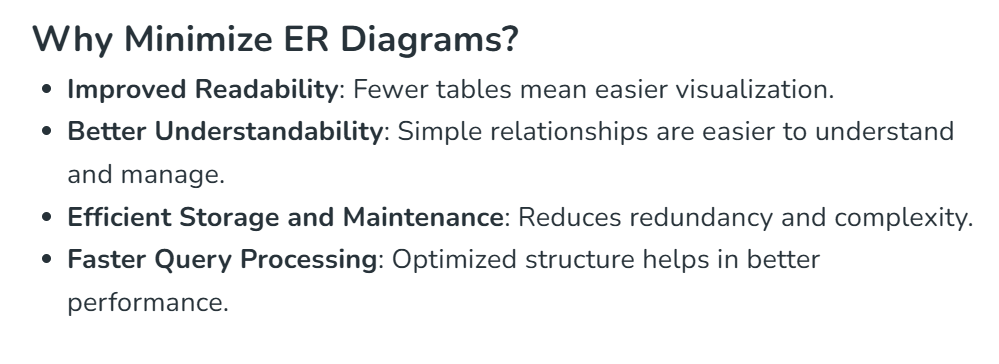 Why Minimize ER Diagrams?
• Improved Readability: Fewer tables mean easier visualization.
• Better Understandability: Simple relationships are easier to understand
and manage.
• Efficient Storage and Maintenance: Reduces redundancy and complexity.
• Faster Query Processing: Optimized structure helps in better
performance.